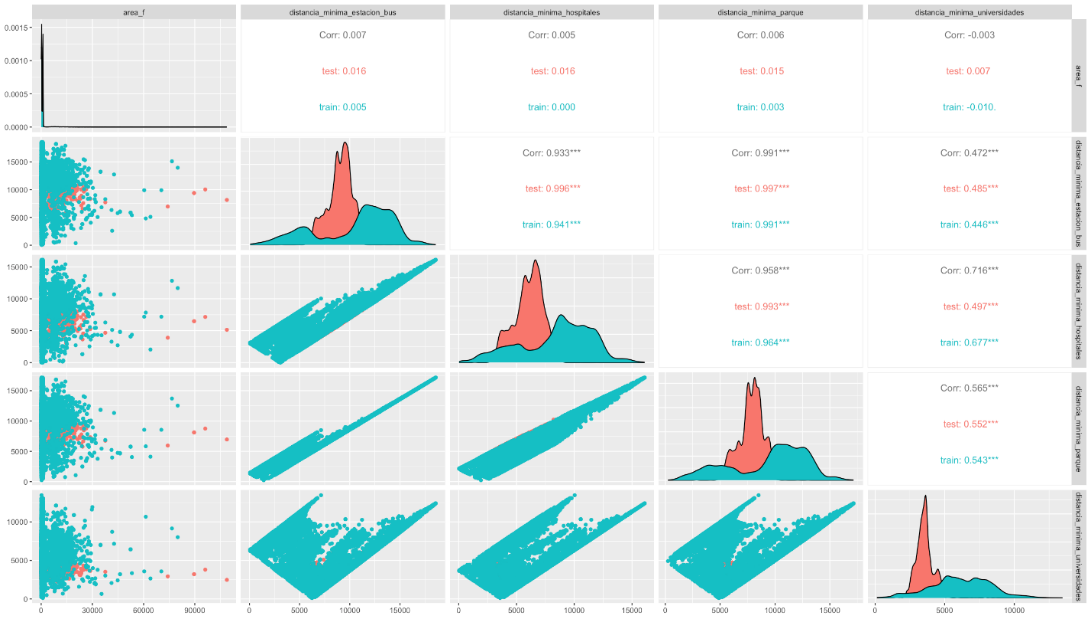 area_f
distancia_minima_estacion_bus
distancia_minima_hospitales
distancia_minima_parque
distancia_minima_universidades
0.0015
0.0010
0.0005
0.0000
Corr: 0.007
test: 0.016
train: 0.005
Corr: 0.005
test: 0.016
train: 0.000
Corr: 0.006
test: 0.015
train: 0.003
Corr: -0.003
test: 0.007
train: -0.010.
area_f
15000
10000
5000
0
Corr: 0.933***
test: 0.996***
train: 0.941***
Corr: 0.991***
test: 0.997***
train: 0.991***
Corr: 0.472***
test: 0.485***
train: 0.446***
distancia_minima_estacion_bus
15000
10000
5000
0
Corr: 0.958***
test: 0.993***
train: 0.964***
Corr: 0.716***
test: 0.497***
train: 0.677***
distancia_minima_hospitales
15000
10000
5000
0
Corr: 0.565***
test: 0.552***
train: 0.543***
distancia_minima_parque
10000
5000
0
distancia_minima_universidades
0
30000
60000
90000
0
5000
10000
15000
0
5000
10000
15000
0
5000
10000
15000
0
5000
10000